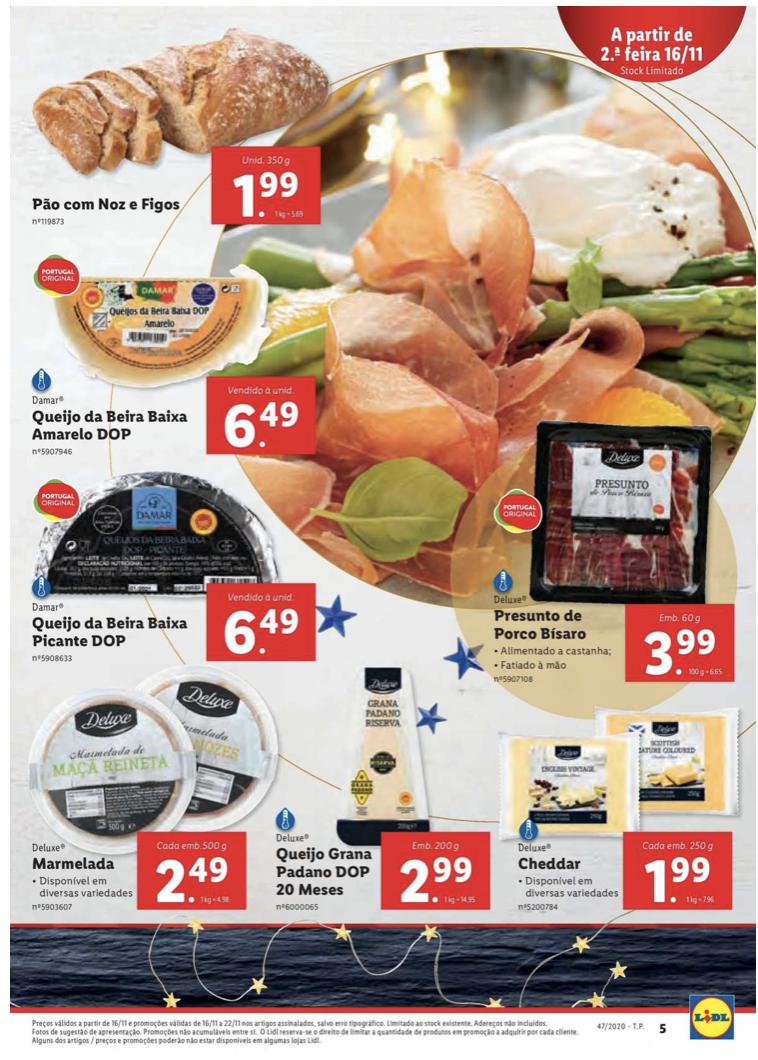 A partir de
2.ª feira 16/11
Stock Limitado
Unid. 350 g
1.99
1 kg = 5.69
Pão com Noz e Figos
nº119873
PORTUGAL
ORIGINAL
DAMAR
Queijos da Beira Baixa DOP
Amarelo
Damar®
Queijo da Beira Baixa
Amarelo DOP
nº5907946
Vendido à unid.
6.49
PORTUGAL
ORIGINAL
DAMAR
QUEIJOS DA BEIRA BAIXA
DOP - PICANTE
Damar®
Queijo da Beira Baixa
Picante DOP
nº5908633
Vendido à unid.
6.49
Deluxe
PRESUNTO
de Porco Bísaro
PORTUGAL
ORIGINAL
Deluxe®
Presunto de
Porco Bísaro
• Alimentado a castanha;
• Fatiado à mão
nº5907108
Emb. 60 g
3.99
100 g = 6.65
Deluxe
Marmelada de
MAÇÃ REINETA
500 g
Deluxe
Marmelada
NOZES
Deluxe®
Marmelada
• Disponível em
diversas variedades
nº5903607
Cada emb. 500 g
2.49
1 kg = 4.98
Deluxe
GRANA
PADANO
RISERVA
RISERVA
GRANA
PADANO
200g
Deluxe®
Queijo Grana
Padano DOP
20 Meses
nº6000065
Emb. 200 g
2.99
1 kg = 14.95
Deluxe
ENGLISH VINTAGE
250g
Deluxe
SCOTTISH
MATURE COLOURED
250g
Deluxe®
Cheddar
• Disponível em
diversas variedades
nº5200784
Cada emb. 250 g
1.99
1 kg = 7.96
Preços válidos a partir de 16/11 e promoções válidas de 16/11 a 22/11 nos artigos assinalados, salvo erro tipográfico. Limitado ao stock existente. Adereços não incluídos.
Fotos de sugestão de apresentação. Promoções não acumuláveis entre si. O Lidl reserva-se o direito de limitar a quantidade de produtos em promoção a adquirir por cada cliente.
Alguns dos artigos / preços e promoções poderão não estar disponíveis em algumas lojas Lidl.
47/2020 - T.P. 5
LIDL